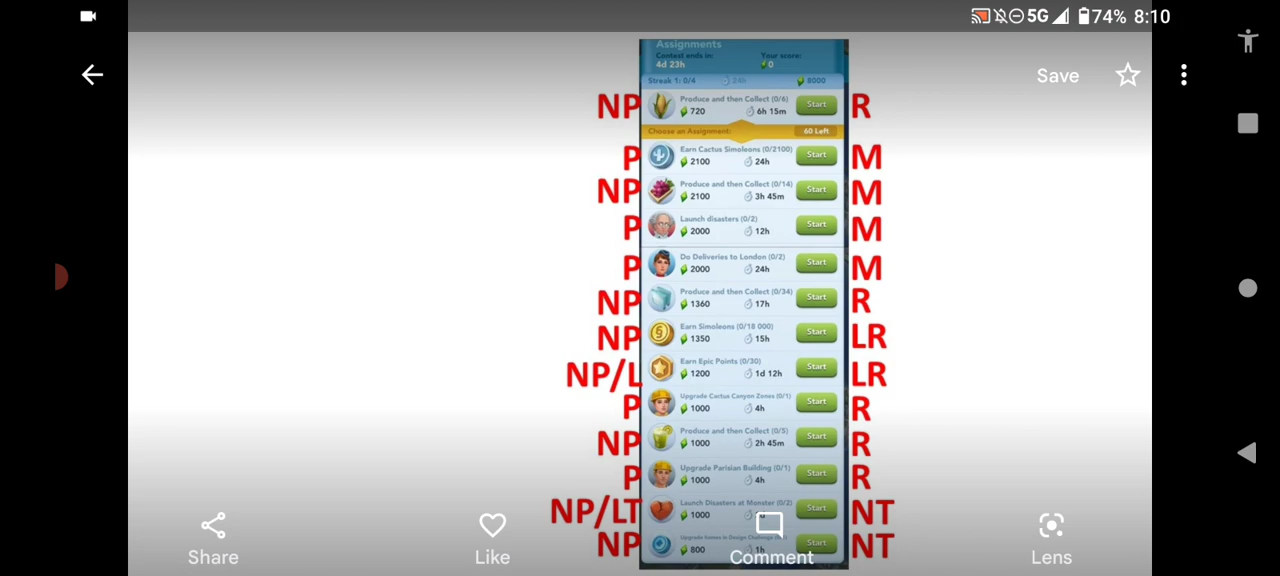 5G 74% 8:10
Save
Assignments
Contest ends in: Your score:
4d 23h 0
Streak 1: 0/4 24h 8000
NP Produce and then Collect (0/6) Start R
720 6h 15m
Choose an Assignment: 60 Left
P Earn Cactus Simoleons (0/2100) Start M
2100 24h
NP Produce and then Collect (0/14) Start M
2100 3h 45m
P Launch disasters (0/2) Start M
2000 12h
P Do Deliveries to London (0/2) Start M
2000 24h
NP Produce and then Collect (0/34) Start R
1360 17h
NP Earn Simoleons (0/18 000) Start LR
1350 15h
NP/L Earn Epic Points (0/30) Start LR
1200 1d 12h
P Upgrade Cactus Canyon Zones (0/1) Start R
1000 4h
NP Produce and then Collect (0/5) Start R
1000 2h 45m
P Upgrade Parisian Building (0/1) Start R
1000 4h
NP/LT Launch Disasters at Monster (0/2) Start NT
1000
NP in Design Challenge Start NT
800 1h
Share Like Comment Lens